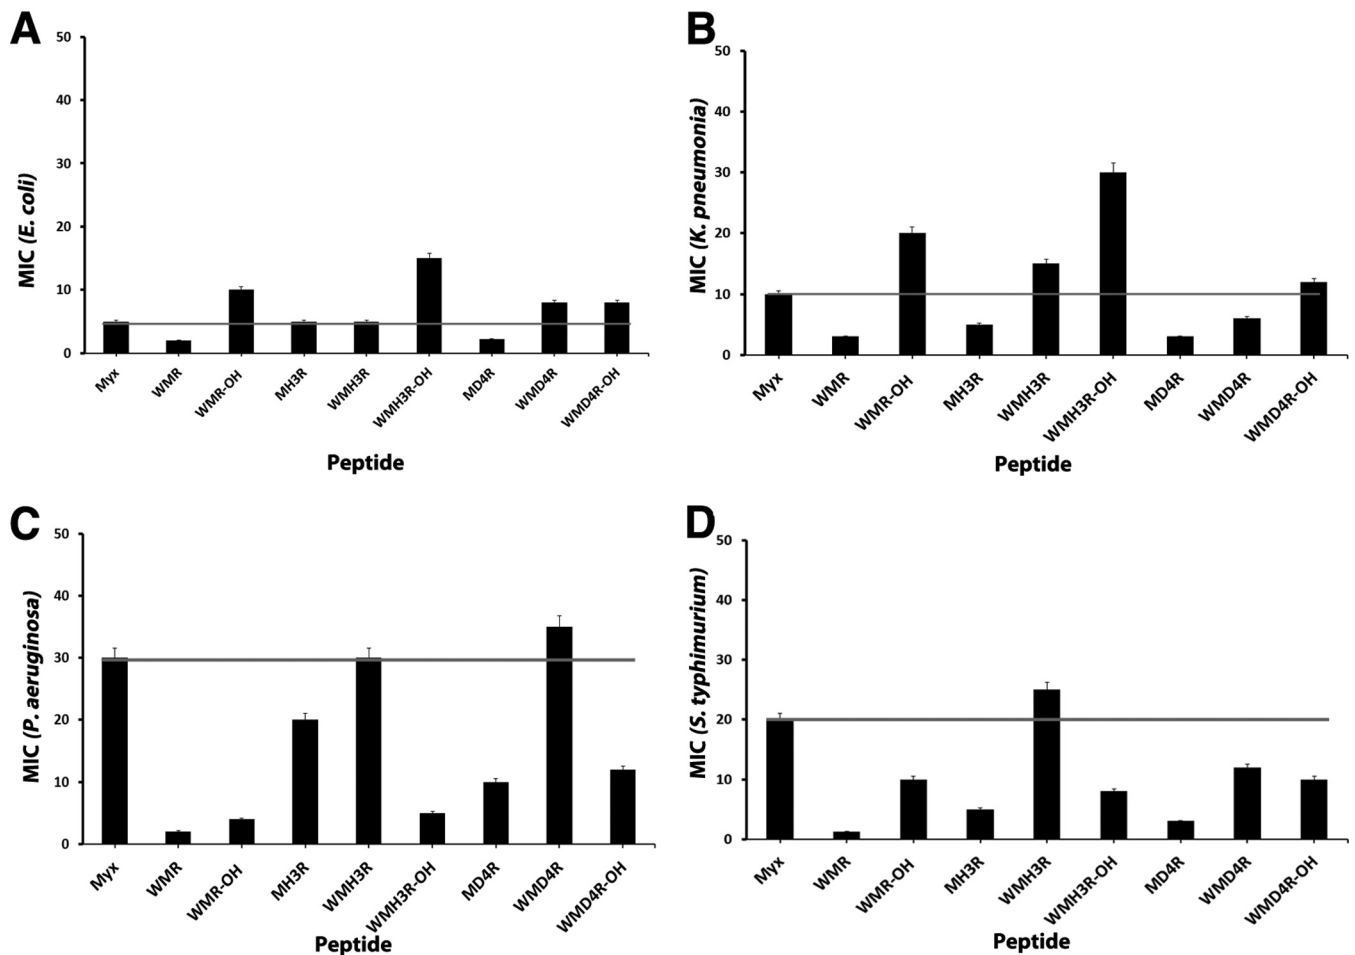 A
MIC (E. coli)
50
40
30
20
10
0
Myx
WMR
WMR-OH
MH3R
WMH3R
WMH3R-OH
MD4R
WMD4R
WMD4R-OH
Peptide
B
MIC (K. pneumonia)
50
40
30
20
10
0
Myx
WMR
WMR-OH
MH3R
WMH3R
WMH3R-OH
MD4R
WMD4R
WMD4R-OH
Peptide
C
MIC (P. aeruginosa)
50
40
30
20
10
0
Myx
WMR
WMR-OH
MH3R
WMH3R
WMH3R-OH
MD4R
WMD4R
WMD4R-OH
Peptide
D
MIC (S. typhimurium)
50
40
30
20
10
0
Myx
WMR
WMR-OH
MH3R
WMH3R
WMH3R-OH
MD4R
WMD4R
WMD4R-OH
Peptide